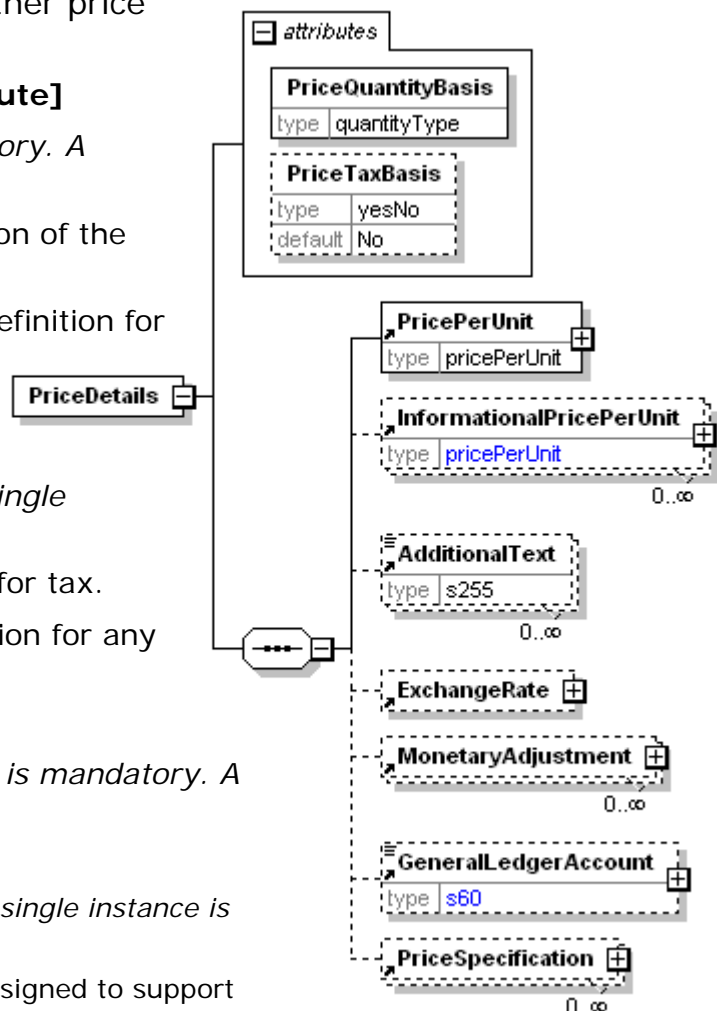 her price
ute]
ory. A
on of the
efinition for
ingle
for tax.
ion for any
is mandatory. A
single instance is
signed to support
attributes
PriceQuantityBasis
type quantityType
PriceTaxBasis
type yesNo
default No
PriceDetails
PricePerUnit
type pricePerUnit
InformationalPricePerUnit
type pricePerUnit
0..∞
AdditionalText
type s255
0..∞
ExchangeRate
MonetaryAdjustment
0..∞
GeneralLedgerAccount
type s60
PriceSpecification
0..∞